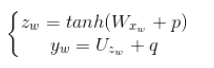 z_w = tanh(W_{x_w} + p)
y_w = U_{z_w} + q